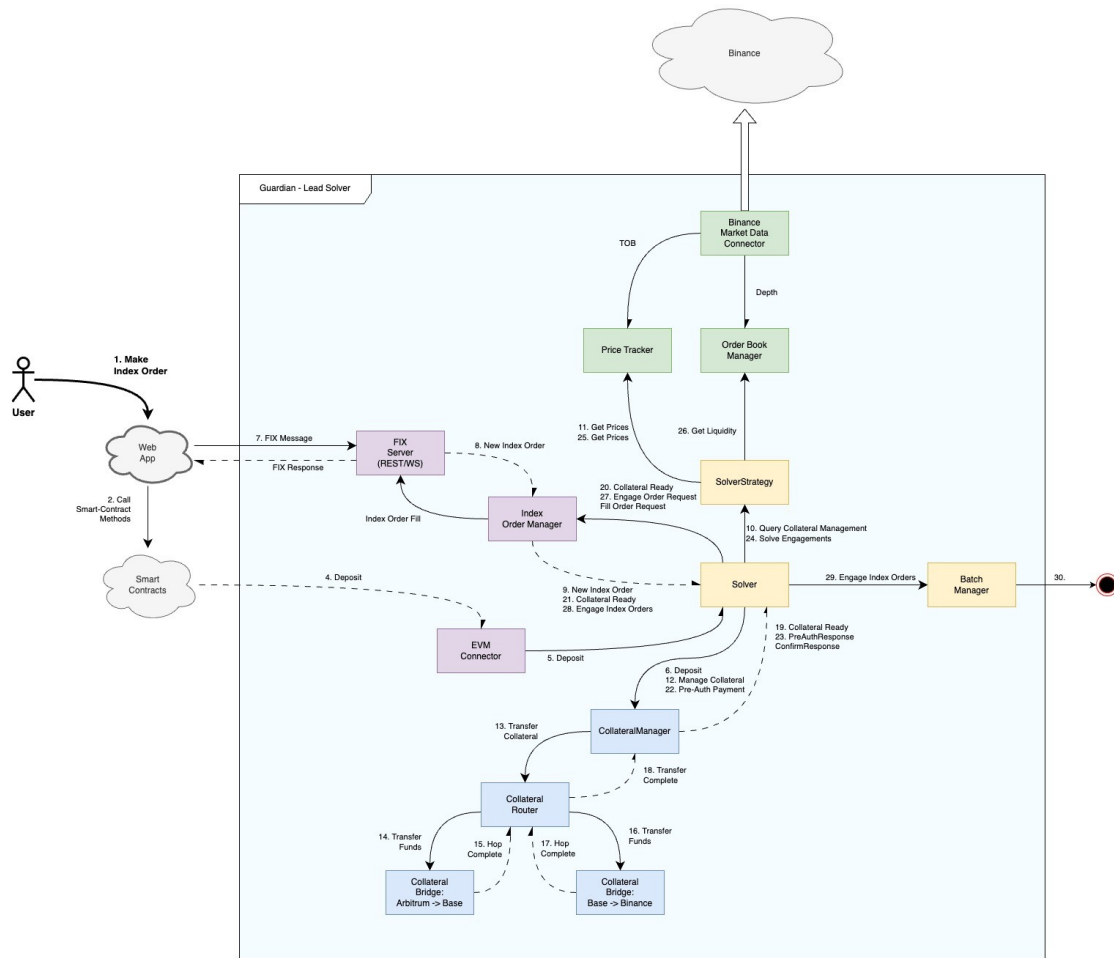 Binance
Guardian - Lead Solver
Binance
Market Data
Connector
TOB
Depth
Price Tracker
Order Book
Manager
1. Make
Index Order
User
11. Get Prices
25. Get Prices
26. Get Liquidity
Web
App
7. FIX Message
FIX Response
FIX
Server
(REST/WS)
8. New Index Order
SolverStrategy
20. Collateral Ready
27. Engage Order Request
Fill Order Request
2. Call
Smart-Contract
Methods
Index Order Fill
Index
Order Manager
10. Query Collateral Management
24. Solve Engagements
Smart
Contracts
4. Deposit
9. New Index Order
21. Collateral Ready
28. Engage Index Orders
Solver
29. Engage Index Orders
Batch
Manager
30.
EVM
Connector
5. Deposit
19. Collateral Ready
23. PreAuthResponse
ConfirmResponse
6. Deposit
12. Manage Collateral
22. Pre-Auth Payment
13. Transfer
Collateral
CollateralManager
18. Transfer
Complete
Collateral
Router
14. Transfer
Funds
15. Hop
Complete
17. Hop
Complete
16. Transfer
Funds
Collateral
Bridge:
Arbitrum -> Base
Collateral
Bridge:
Base -> Binance